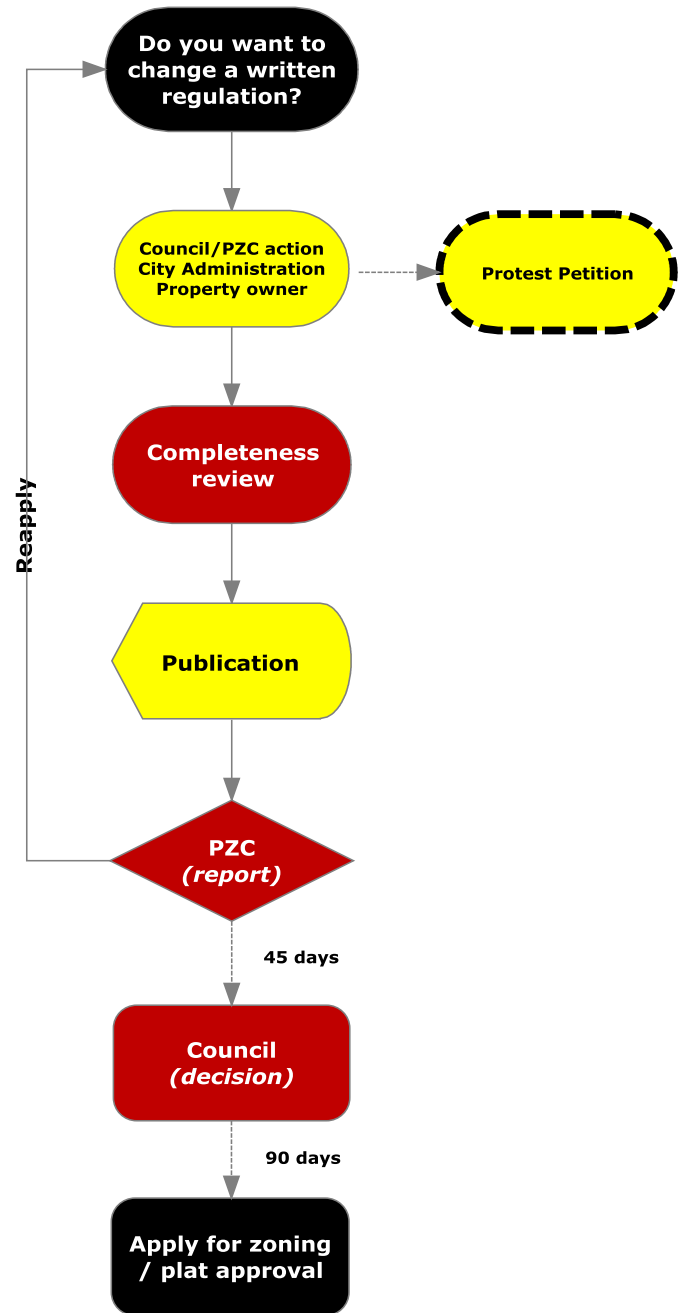 Do you want to
change a written
regulation?
Council/PZC action
City Administration
Property owner
Protest Petition
Completeness
review
Reapply
Publication
PZC
(report)
45 days
Council
(decision)
90 days
Apply for zoning
/ plat approval